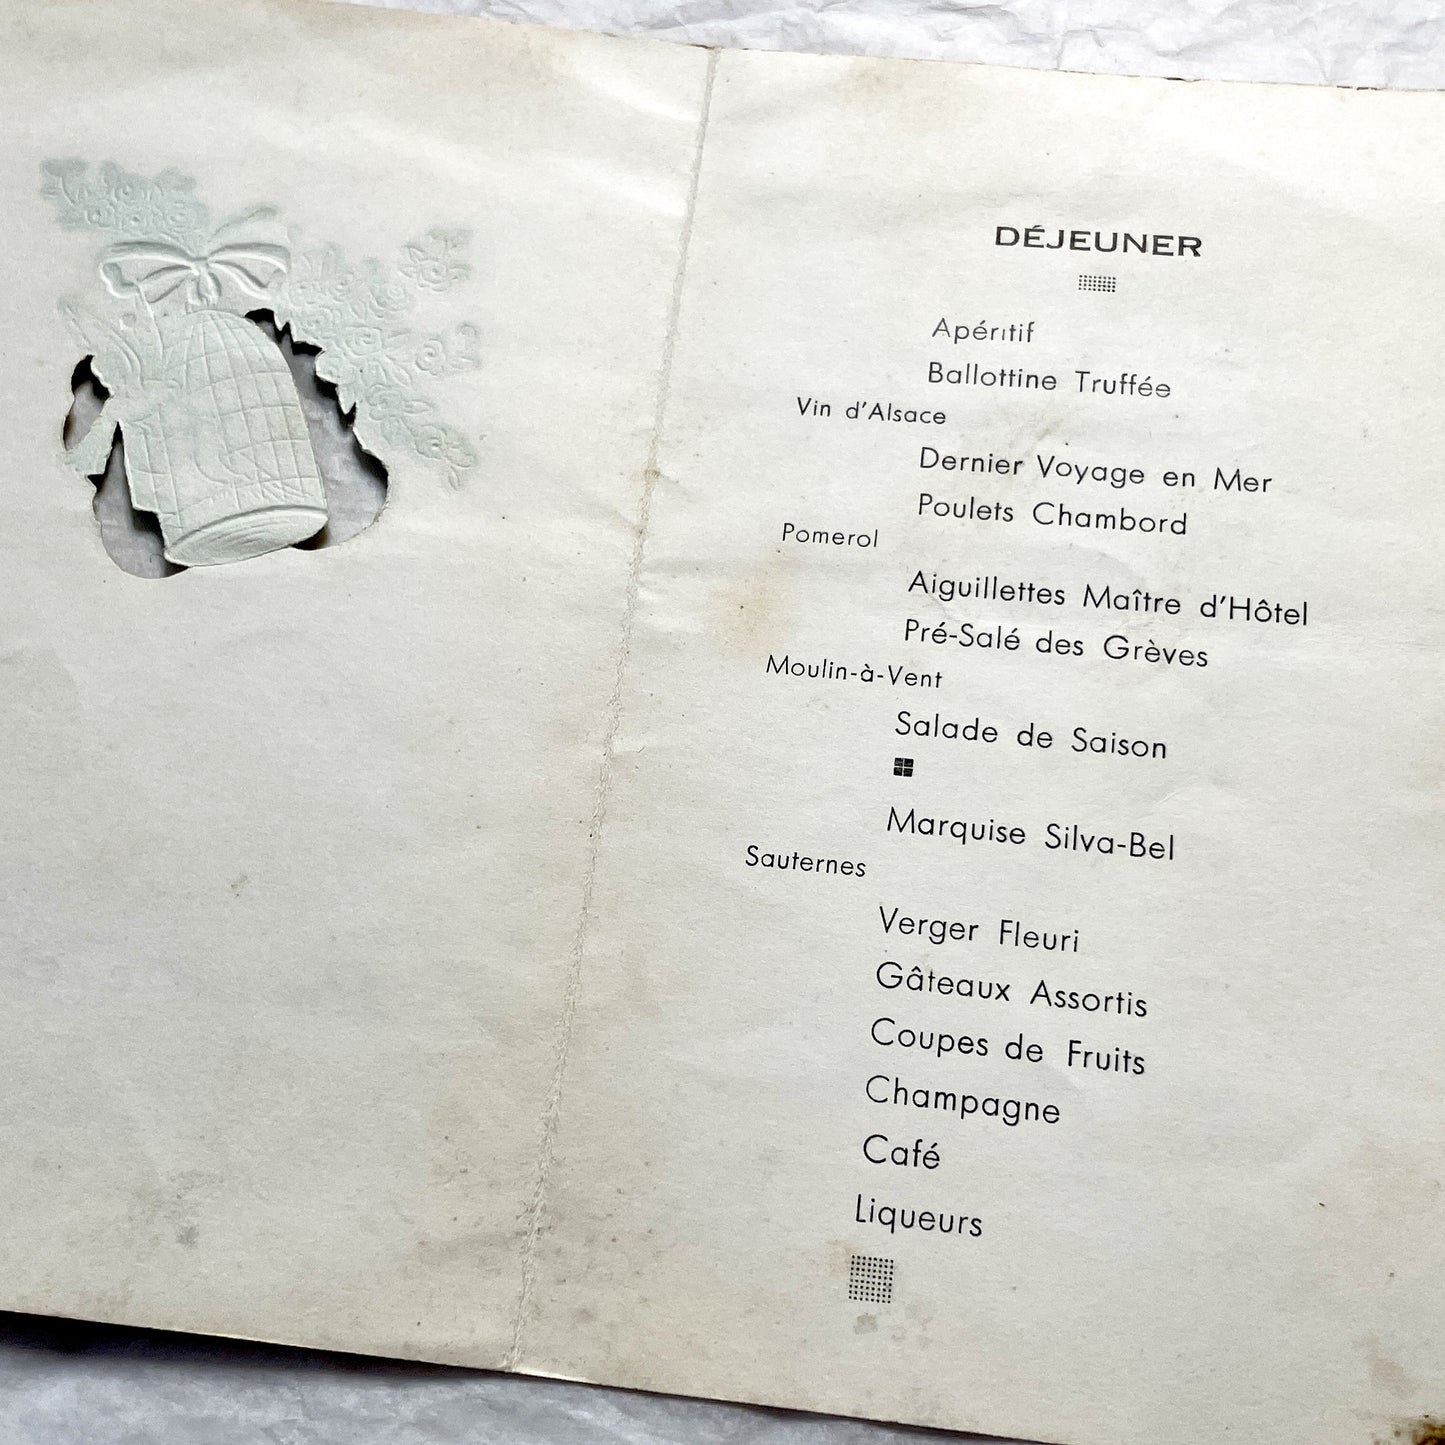 DÉJEUNER
Apéritif
Ballottine Truffée
Vin d'Alsace
Dernier Voyage en Mer
Poulets Chambord
Pomerol
Aiguillettes Maître d'Hôtel
Pré-Salé des Grèves
Moulin-à-Vent
Salade de Saison
Marquise Silva-Bel
Sauternes
Verger Fleuri
Gâteaux Assortis
Coupes de Fruits
Champagne
Café
Liqueurs